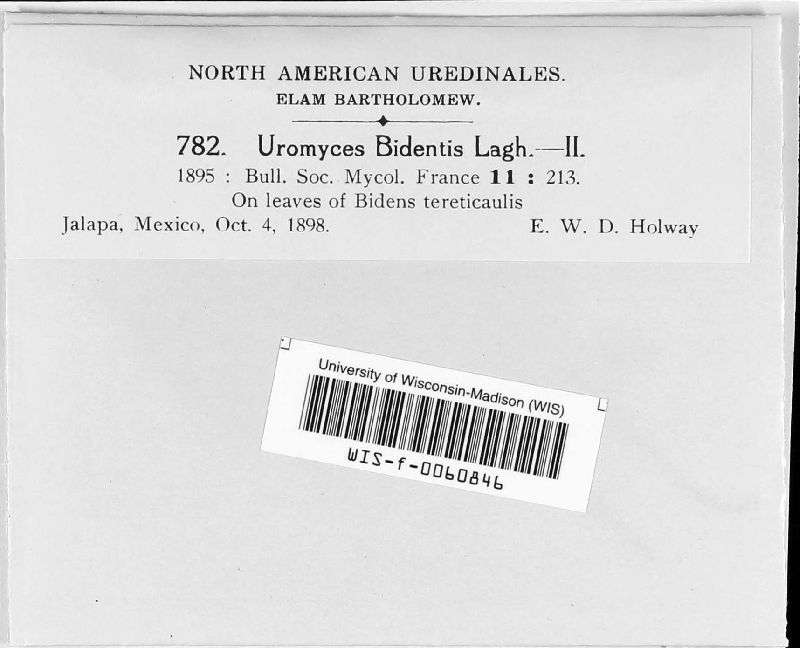 NORTH AMERICAN UREDINALES.
ELAM BARTHOLOMEW.
782. Uromyces Bidentis Lagh.—II.
1895 : Bull. Soc. Mycol. France 11 : 213.
On leaves of Bidens tereticaulis
Jalapa, Mexico, Oct. 4, 1898. E. W. D. Holway
University of Wisconsin-Madison (WIS)
WIS-f-0060846